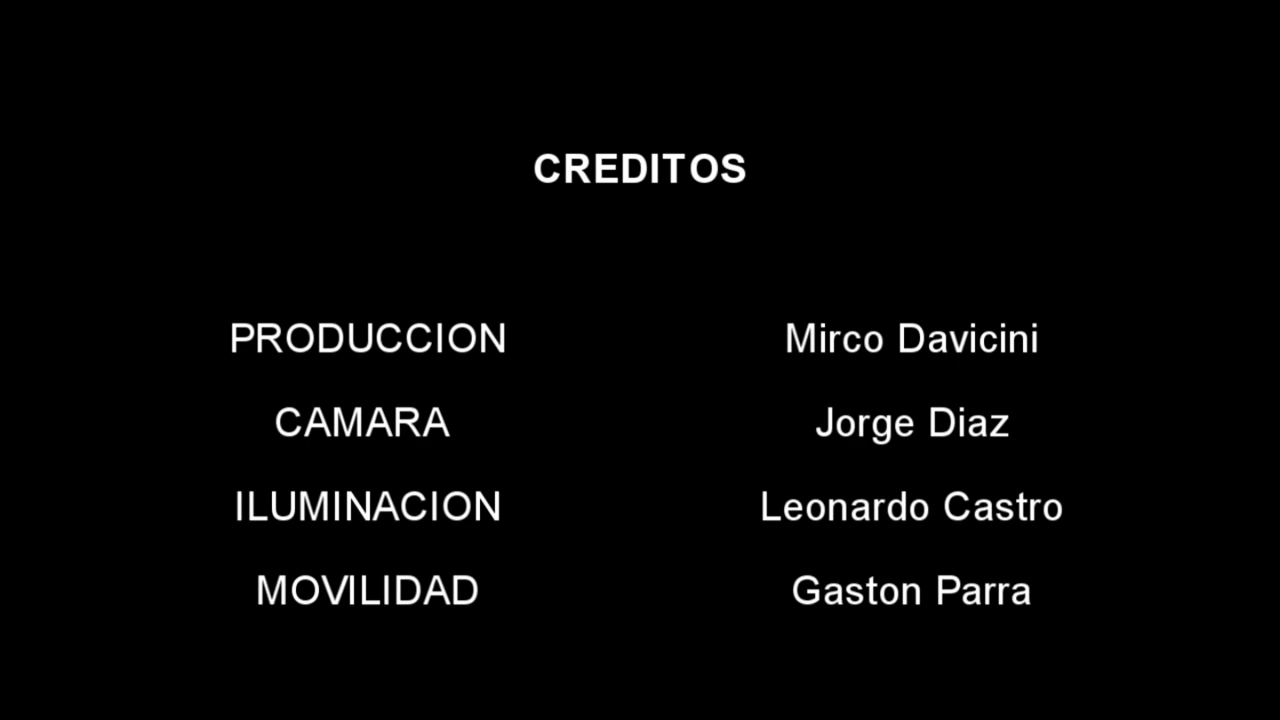 CREDITOS
PRODUCCION Mirco Davicini
CAMARA Jorge Diaz
ILUMINACION Leonardo Castro
MOVILIDAD Gaston Parra